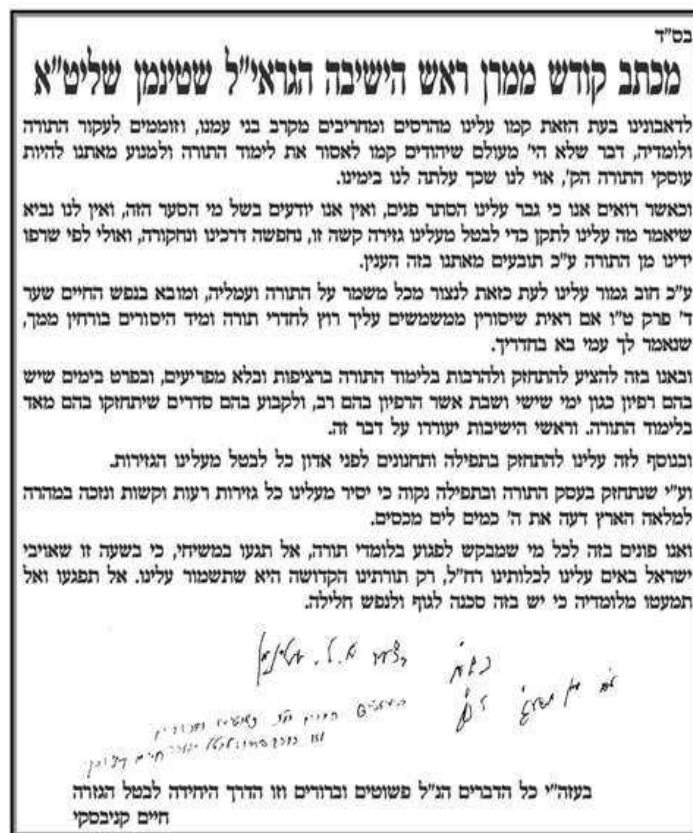 בס"ד
מכתב קודש ממרן ראש הישיבה הגראי"ל שטינמן שליט"א
לדאבונינו בעת הזאת קמו עלינו מהרסים ומחריבים מקרב בני עמנו, וזוממים לעקור התורה
ולומדיה, דבר שלא הי' מעולם שיהודים קמו לאסור את לימוד התורה ולמנוע מאתנו להיות
עוסקי התורה הק', אוי לנו שכך עלתה לנו בימינו.
וכאשר רואים אנו כי גבר עלינו הסתר פנים, ואין אנו יודעים בשל מי הסער הזה, ואין לנו נביא
שיאמר מה עלינו לתקן כדי לבטל מעלינו גזירה קשה זו, נחפשה דרכינו ונחקורה, ואולי לפי שרפו
ידינו מן התורה ע"כ תובעים מאתנו בזה הענין.
ע"כ חוב גמור עלינו לעת כזאת לנצור מכל משמר על התורה ועמליה, ומובא בנפש החיים שער
ד' פרק ט"ו אם ראית שיסורין ממשמשים עליך רוץ לחדרי תורה ומיד היסורים בורחין ממך,
שנאמר לך עמי בא בחדריך.
ובאנו בזה להציע להתחזק ולהרבות בלימוד התורה ברציפות ובלא מפריעים, ובפרט בימים שיש
בהם רפיון כגון ימי שישי ושבת אשר הרפיון בהם רב, ולקבוע בהם סדרים שיתחזקו בהם מאד
בלימוד התורה. וראשי הישיבות יעוררו על דבר זה.
ובנוסף לזה עלינו להתחזק בתפילה ותחנונים לפני אדון כל לבטל מעלינו הגזירות.
וע"י שנתחזק בעסק התורה ובתפילה נקוה כי יסיר מעלינו כל גזירות רעות וקשות ונזכה במהרה
למלאה הארץ דעה את ה' כמים לים מכסים.
ואנו פונים בזה לכל מי שמבקש לפגוע בלומדי תורה, אל תגעו במשיחי, כי בשעה זו שאויבי
ישראל באים עלינו לכלותינו רח"ל, רק תורתינו הקדושה היא שתשמור עלינו. אל תפגעו ואל
תמעטו מלומדיה כי יש בזה סכנה לגוף ולנפש חלילה.
א.ל. שטינמן
חיים קניבסקי
בעזה"י כל הדברים הנ"ל פשוטים וברורים וזו הדרך היחידה לבטל הגזרה
חיים קניבסקי